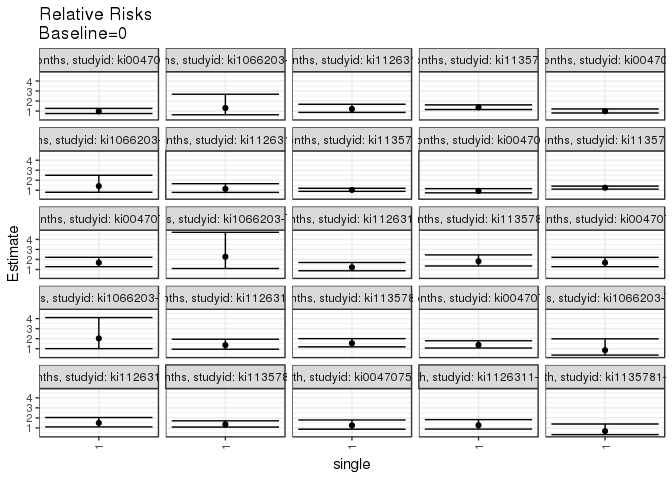 Relative Risks
Baseline=0
onths, studyid: ki00470 onths, studyid: ki1066203- onths, studyid: ki112631 onths, studyid: ki11357 onths, studyid: ki00470
4
3
2
1
s, studyid: ki1066203- nths, studyid: ki112631 nths, studyid: ki11357 onths, studyid: ki00470 nths, studyid: ki11357
4
3
2
1
nths, studyid: ki00470 s, studyid: ki1066203- nths, studyid: ki112631 nths, studyid: ki113578 nths, studyid: ki00470
4
3
2
1
s, studyid: ki1066203- nths, studyid: ki112631 nths, studyid: ki113578 onths, studyid: ki00470 s, studyid: ki1066203-
4
3
2
1
nths, studyid: ki112631 nths, studyid: ki113578 th, studyid: ki0047075 h, studyid: ki1126311- h, studyid: ki1135781-
4
3
2
1
1 1 1 1 1
Estimate
single